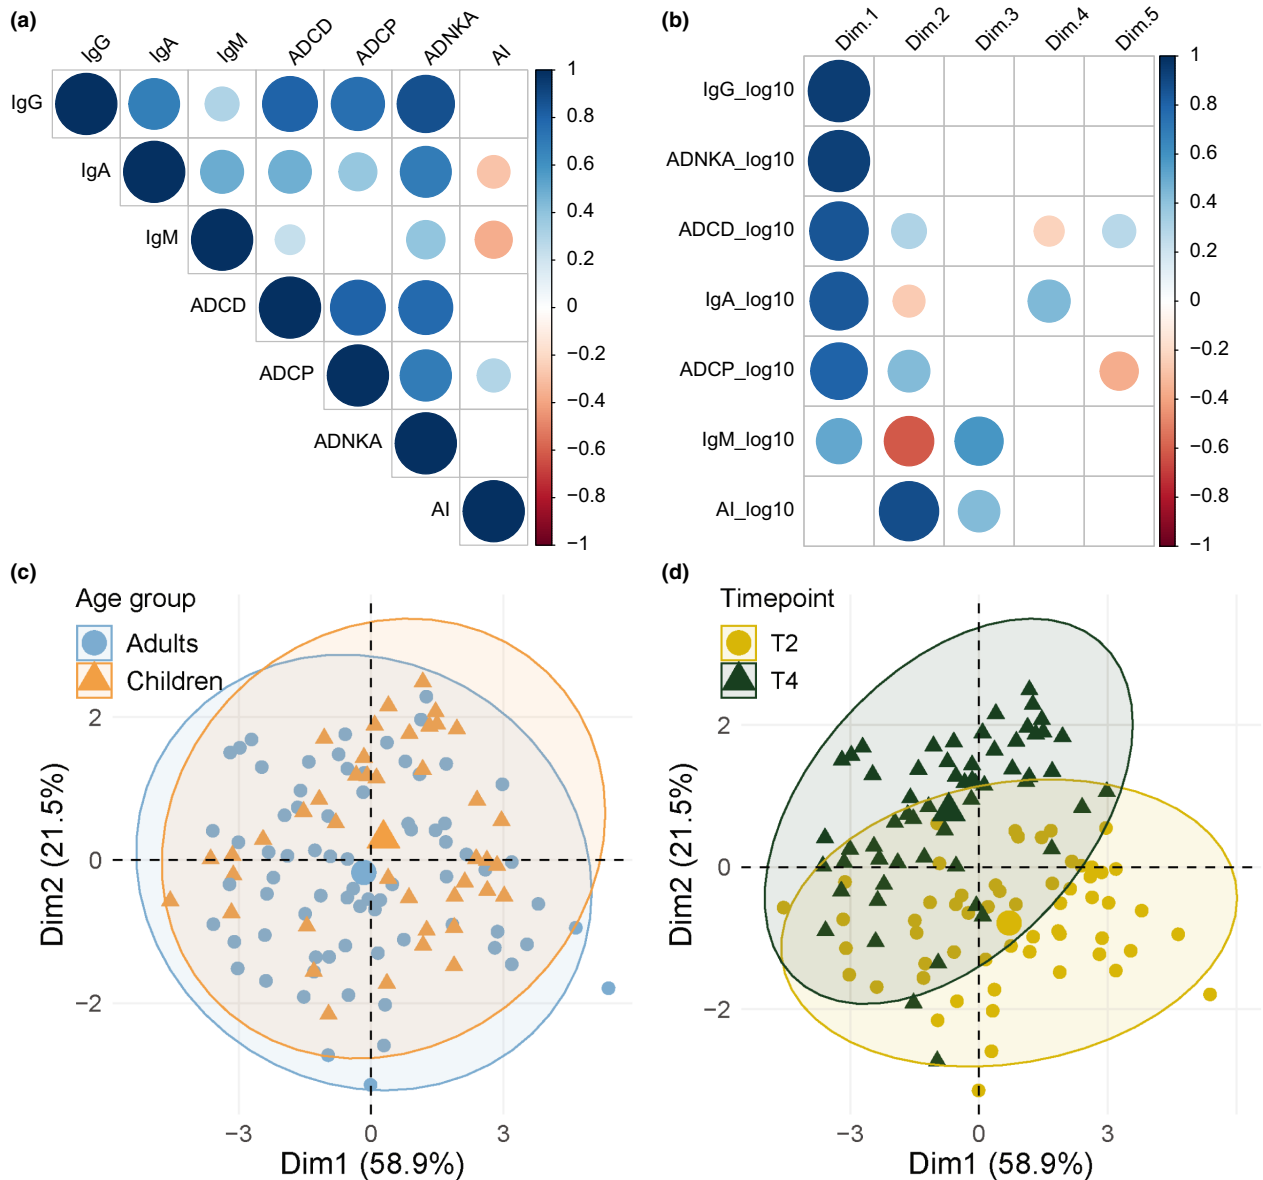 (a)
IgG IgA IgM ADCD ADCP ADNKA AI
IgG
IgA
IgM
ADCD
ADCP
ADNKA
AI
1
0.8
0.6
0.4
0.2
0
−0.2
−0.4
−0.6
−0.8
−1
(b)
Dim.1 Dim.2 Dim.3 Dim.4 Dim.5
IgG_log10
ADNKA_log10
ADCD_log10
IgA_log10
ADCP_log10
IgM_log10
AI_log10
1
0.8
0.6
0.4
0.2
0
−0.2
−0.4
−0.6
−0.8
−1
(c)
Age group
Adults
Children
2
0
−2
Dim2 (21.5%)
−3 0 3
Dim1 (58.9%)
(d)
Timepoint
T2
T4
2
0
−2
Dim2 (21.5%)
−3 0 3
Dim1 (58.9%)